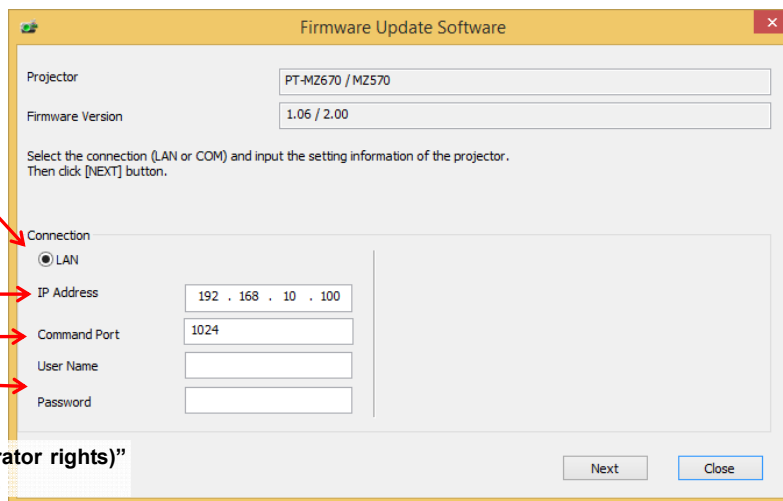 Firmware Update Software
Projector
PT-MZ670 / MZ570
Firmware Version
1.06 / 2.00
Select the connection (LAN or COM) and input the setting information of the projector.
Then click [NEXT] button.
Connection
LAN
IP Address
192 . 168 . 10 . 100
Command Port
1024
User Name
Password
rator rights)”
Next
Close